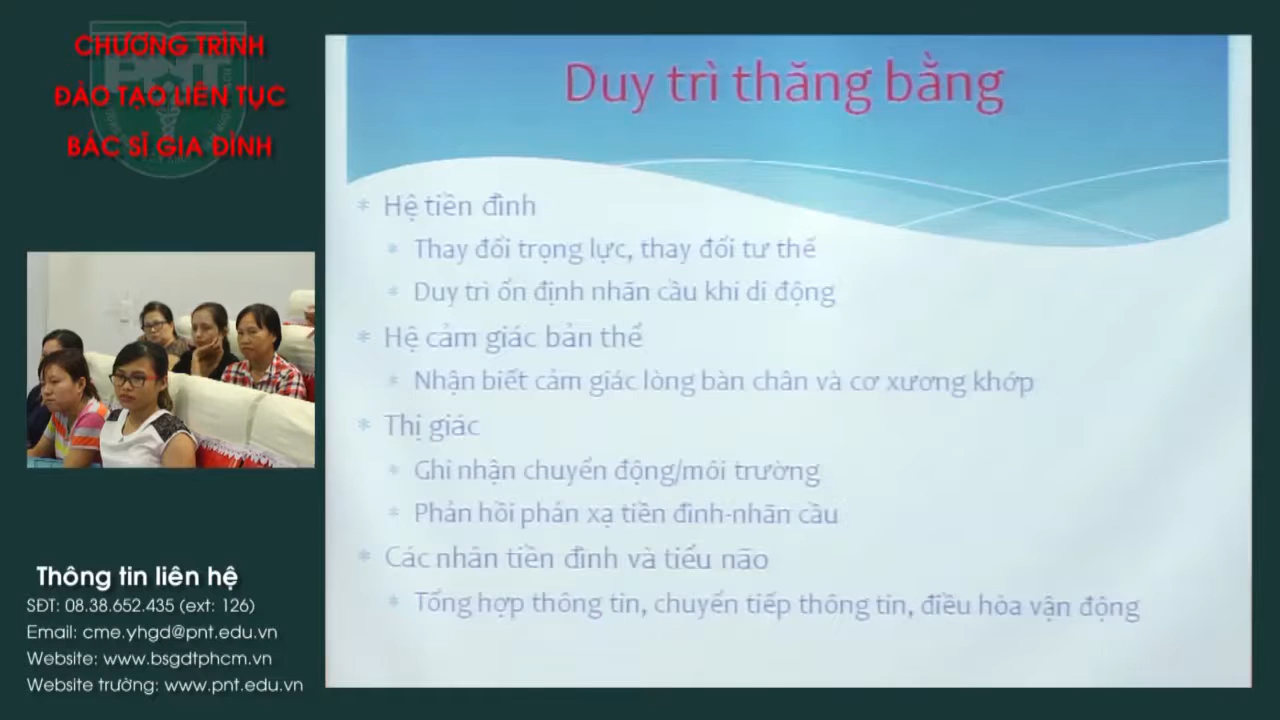 CHƯƠNG TRÌNH
ĐÀO TẠO LIÊN TỤC
BÁC SĨ GIA ĐÌNH
PNT
Duy trì thăng bằng
Hệ tiền đình
Thay đổi trọng lực, thay đổi tư thế
Duy trì ổn định nhãn cầu khi di động
Hệ cảm giác bản thể
Nhận biết cảm giác lòng bàn chân và cơ xương khớp
Thị giác
Ghi nhận chuyển động/môi trường
Phản hồi phản xạ tiền đình-nhãn cầu
Các nhân tiền đình và tiểu não
Tổng hợp thông tin, chuyển tiếp thông tin, điều hòa vận động
Thông tin liên hệ
SĐT: 08.38.652.435 (ext: 126)
Email: cme.yhgd@pnt.edu.vn
Website: www.bsgdtphcm.vn
Website trường: www.pnt.edu.vn